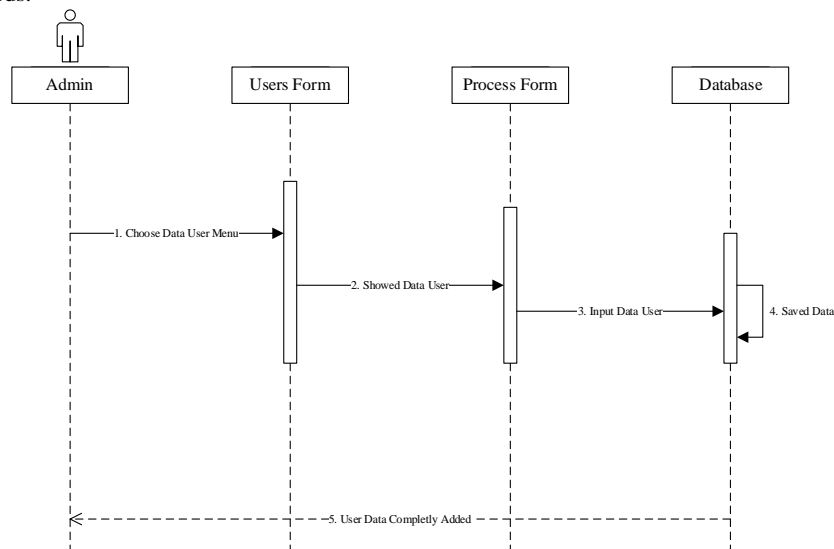 Admin
Users Form
Process Form
Database
1. Choose Data User Menu
2. Showed Data User
3. Input Data User
4. Saved Data
5. User Data Completly Added